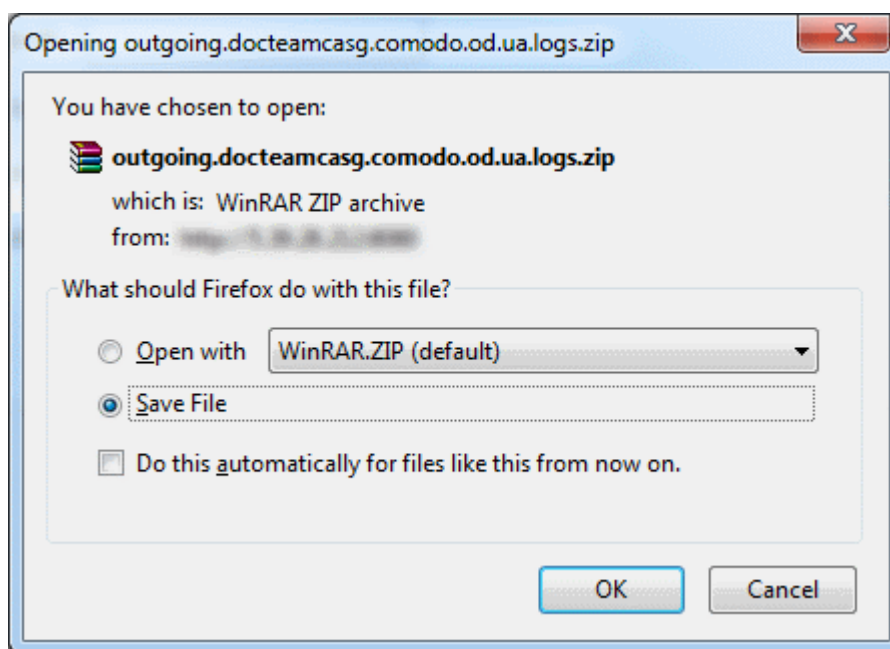 Opening outgoing.docteamcasg.comodo.od.ua.logs.zip
You have chosen to open:
outgoing.docteamcasg.comodo.od.ua.logs.zip
which is: WinRAR ZIP archive
from:
What should Firefox do with this file?
Open with WinRAR.ZIP (default)
Save File
Do this automatically for files like this from now on.
OK Cancel